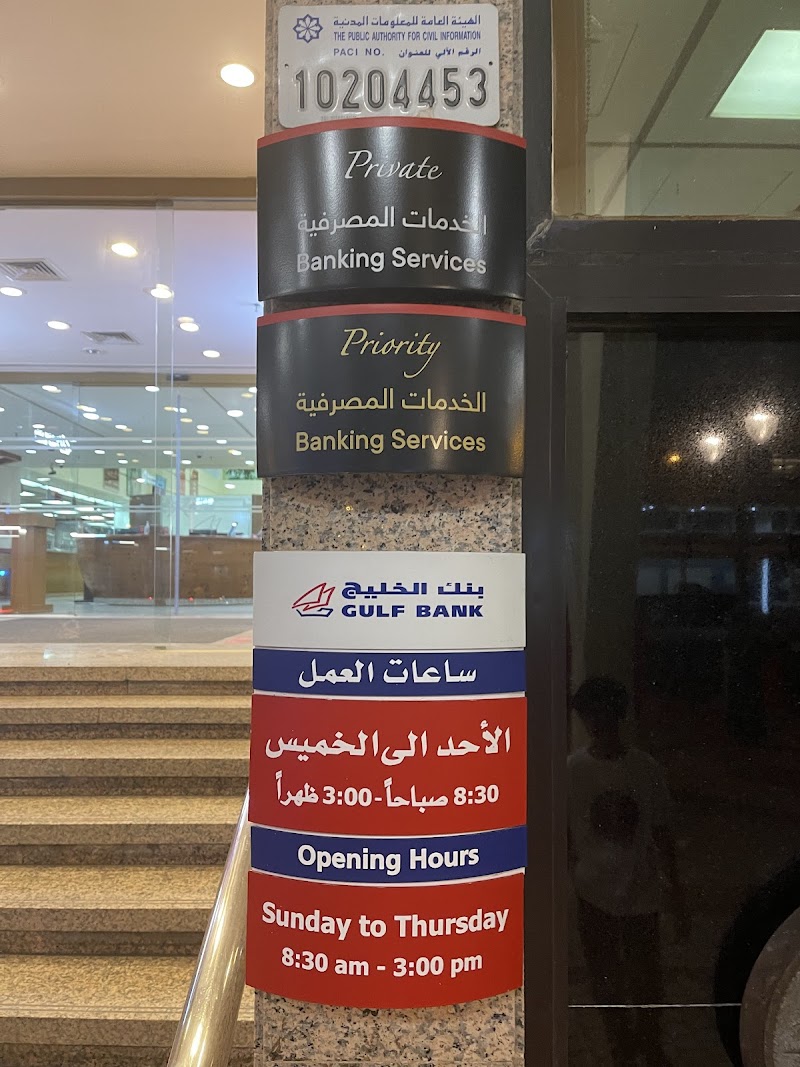 الهيئة العامة للمعلومات المدنية
THE PUBLIC AUTHORITY FOR CIVIL INFORMATION
PACI NO. الرقم الآلي للعنوان
10204453
Private
الخدمات المصرفية
Banking Services
Priority
الخدمات المصرفية
Banking Services
بنك الخليج
GULF BANK
ساعات العمل
الأحد الى الخميس
8:30 صباحاً - 3:00 ظهراً
Opening Hours
Sunday to Thursday
8:30 am - 3:00 pm